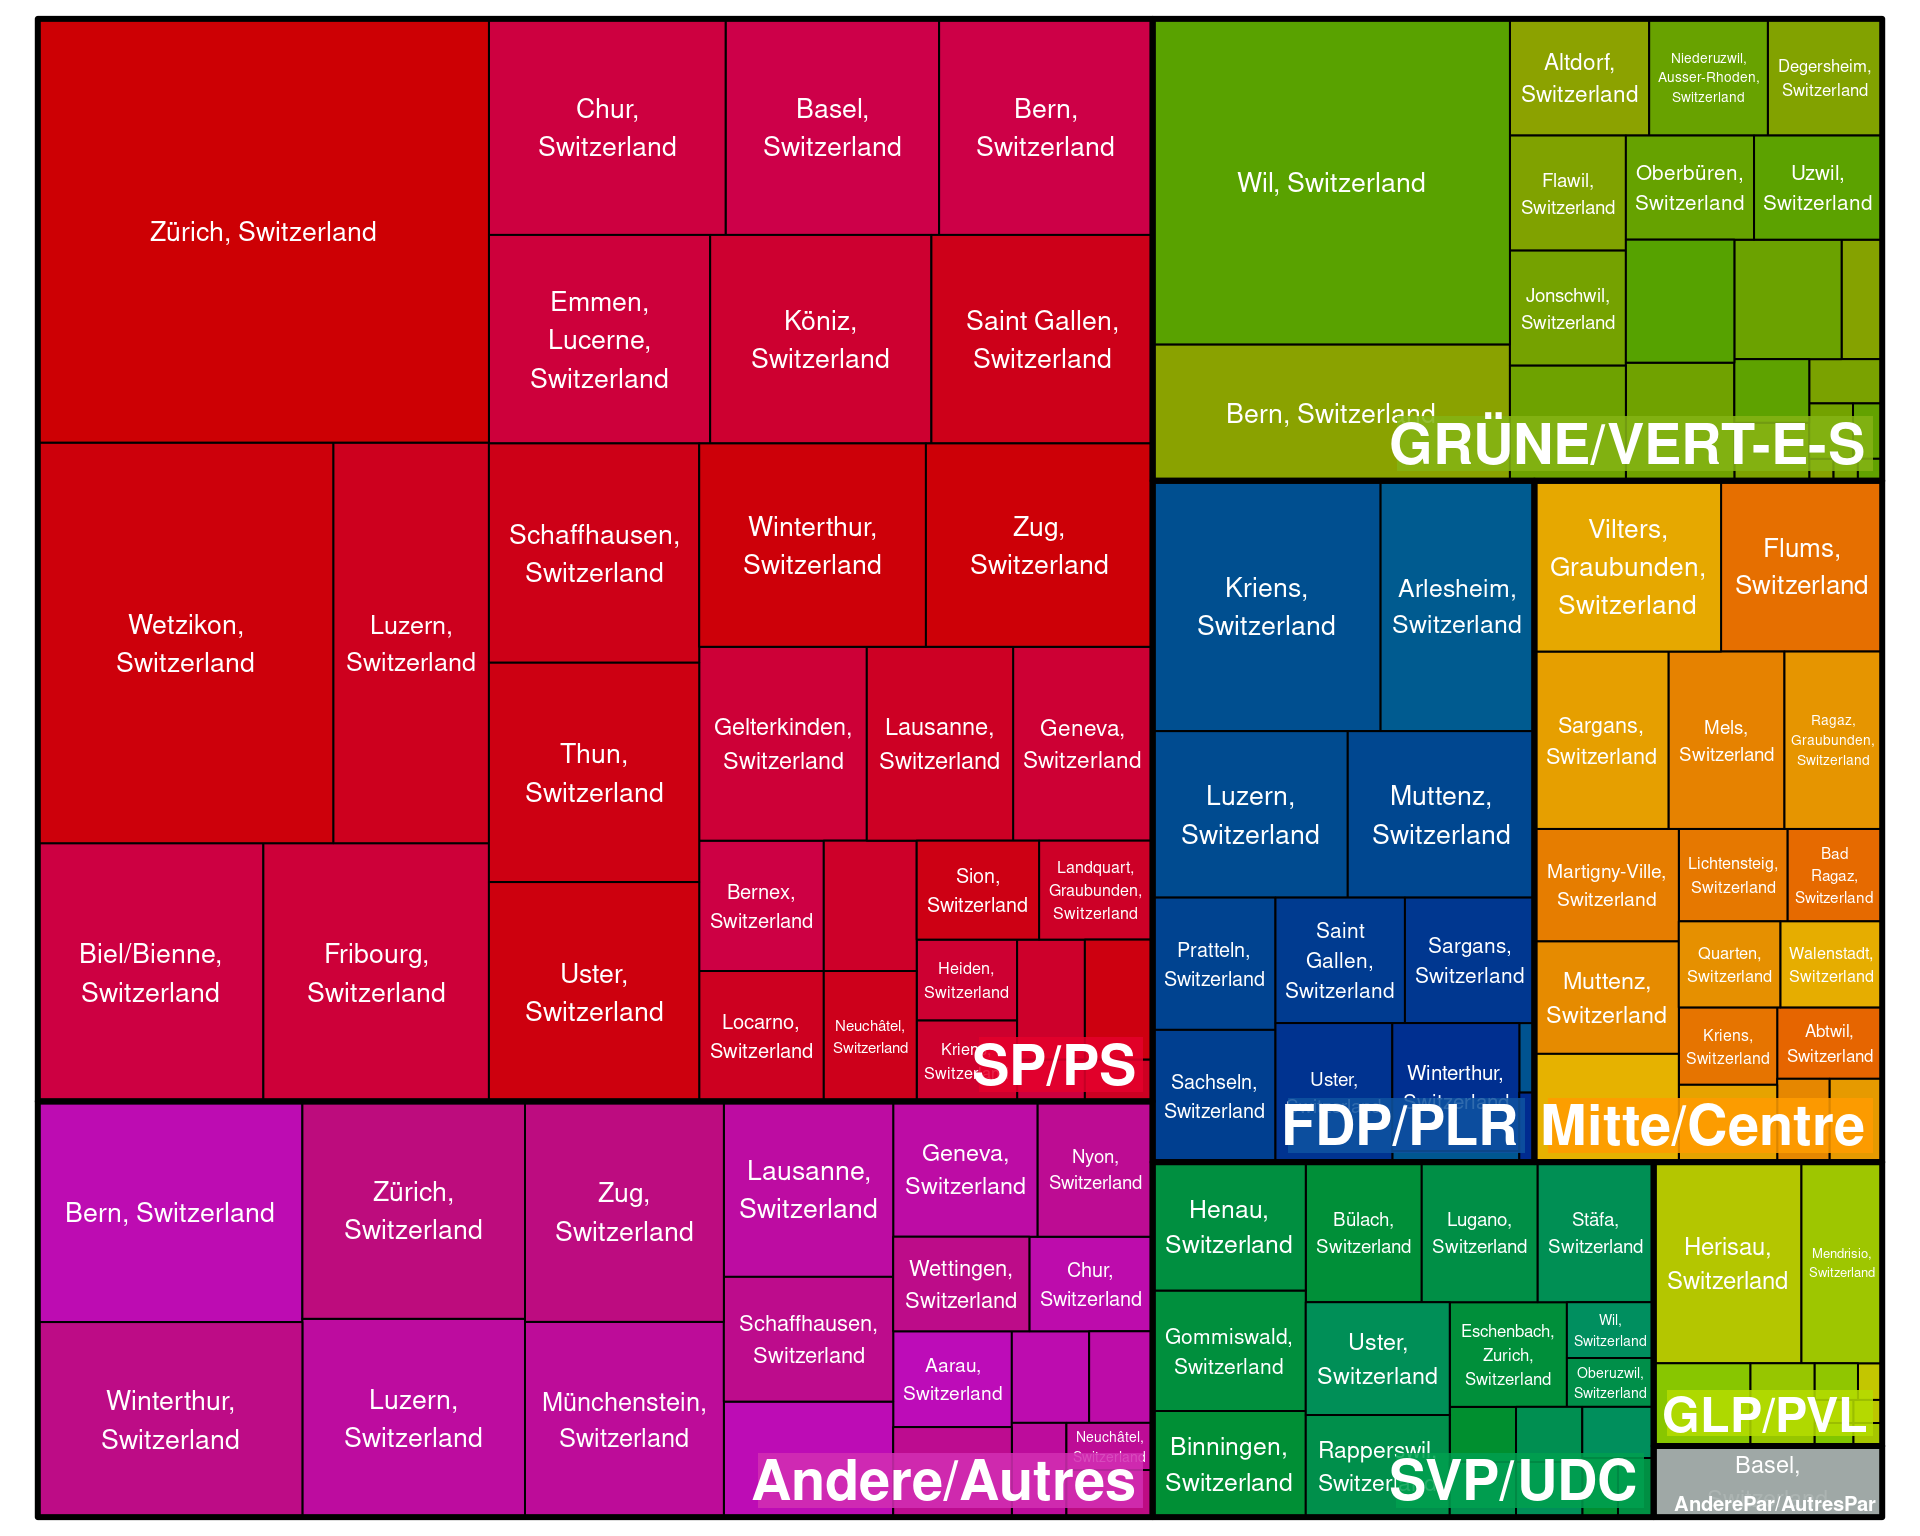 Zürich, Switzerland
Chur,
Switzerland
Basel,
Switzerland
Bern,
Switzerland
Emmen,
Lucerne,
Switzerland
Köniz,
Switzerland
Saint Gallen,
Switzerland
Wetzikon,
Switzerland
Luzern,
Switzerland
Schaffhausen,
Switzerland
Winterthur,
Switzerland
Zug,
Switzerland
Thun,
Switzerland
Gelterkinden,
Switzerland
Lausanne,
Switzerland
Geneva,
Switzerland
Biel/Bienne,
Switzerland
Fribourg,
Switzerland
Uster,
Switzerland
Bernex,
Switzerland
Sion,
Switzerland
Landquart,
Graubunden,
Switzerland
Locarno,
Switzerland
Neuchâtel,
Switzerland
Heiden,
Switzerland
Kriens,
Switzerland
SP/PS
Wil, Switzerland
Bern, Switzerland
Altdorf,
Switzerland
Niederuzwil,
Ausser-Rhoden,
Switzerland
Degersheim,
Switzerland
Flawil,
Switzerland
Oberbüren,
Switzerland
Uzwil,
Switzerland
Jonschwil,
Switzerland
GRÜNE/VERT-E-S
Kriens,
Switzerland
Arlesheim,
Switzerland
Luzern,
Switzerland
Muttenz,
Switzerland
Pratteln,
Switzerland
Saint
Gallen,
Switzerland
Sargans,
Switzerland
Sachseln,
Switzerland
Uster,
Switzerland
Winterthur,
Switzerland
FDP/PLR
Vilters,
Graubunden,
Switzerland
Flums,
Switzerland
Sargans,
Switzerland
Mels,
Switzerland
Ragaz,
Graubunden,
Switzerland
Martigny-Ville,
Switzerland
Lichtensteig,
Switzerland
Bad
Ragaz,
Switzerland
Muttenz,
Switzerland
Quarten,
Switzerland
Walenstadt,
Switzerland
Kriens,
Switzerland
Abtwil,
Switzerland
Mitte/Centre
Bern, Switzerland
Zürich,
Switzerland
Zug,
Switzerland
Lausanne,
Switzerland
Geneva,
Switzerland
Nyon,
Switzerland
Winterthur,
Switzerland
Luzern,
Switzerland
Münchenstein,
Switzerland
Schaffhausen,
Switzerland
Wettingen,
Switzerland
Chur,
Switzerland
Aarau,
Switzerland
Neuchâtel,
Switzerland
Andere/Autres
Henau,
Switzerland
Bülach,
Switzerland
Lugano,
Switzerland
Stäfa,
Switzerland
Gommiswald,
Switzerland
Uster,
Switzerland
Eschenbach,
Zurich,
Switzerland
Wil,
Switzerland
Oberuzwil,
Switzerland
Binningen,
Switzerland
Rapperswil,
Switzerland
SVP/UDC
Herisau,
Switzerland
Mendrisio,
Switzerland
GLP/PVL
Basel,
Switzerland
AnderePar/AutresPar